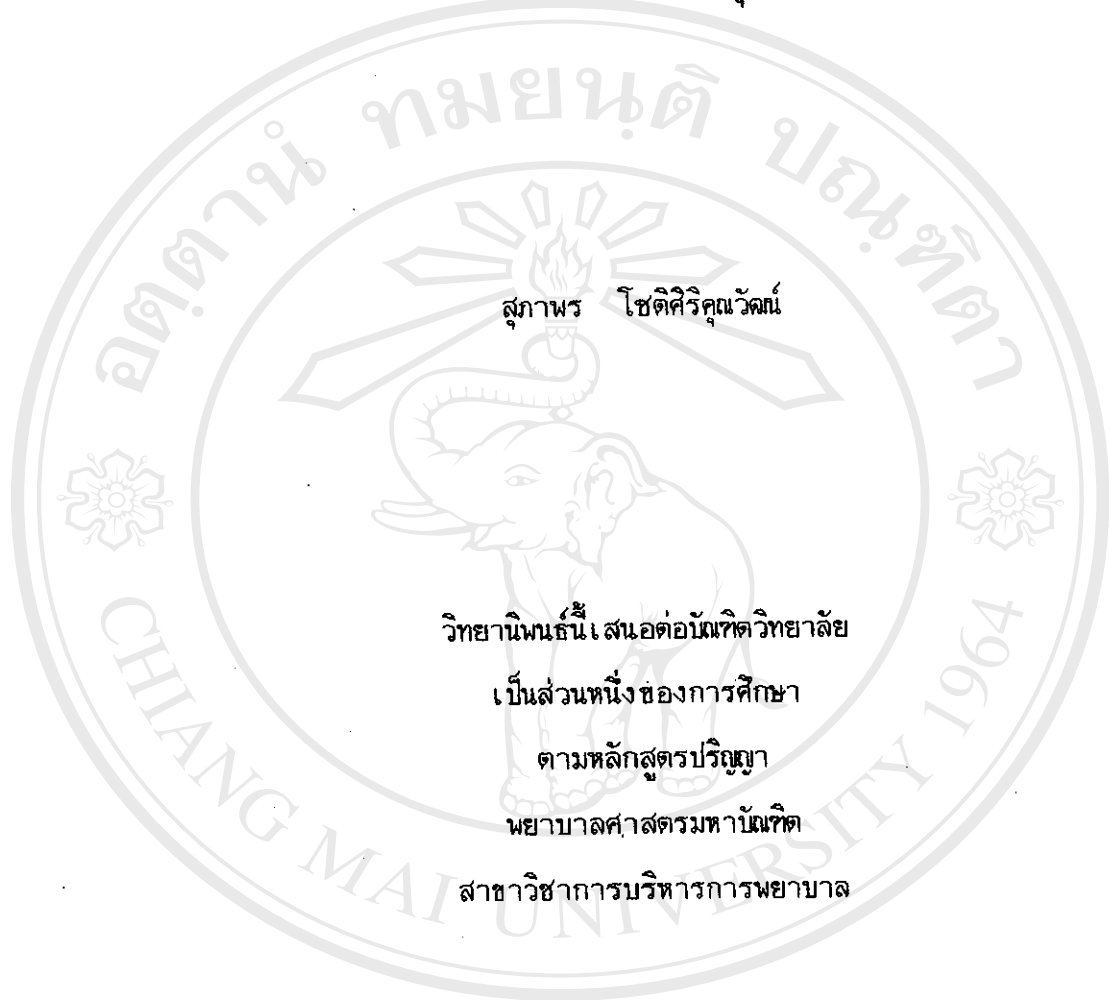 อตฺตานํ ทมยนฺติ ปณฺฑิตา
สุภาพร โชติศิริคุณวัฒน์
วิทยานิพนธ์นี้เสนอต่อบัณฑิตวิทยาลัย
เป็นส่วนหนึ่งของการศึกษา
ตามหลักสูตรปริญญา
พยาบาลศาสตรมหาบัณฑิต
สาขาวิชาการบริหารการพยาบาล
CHIANG MAI UNIVERSITY 1964